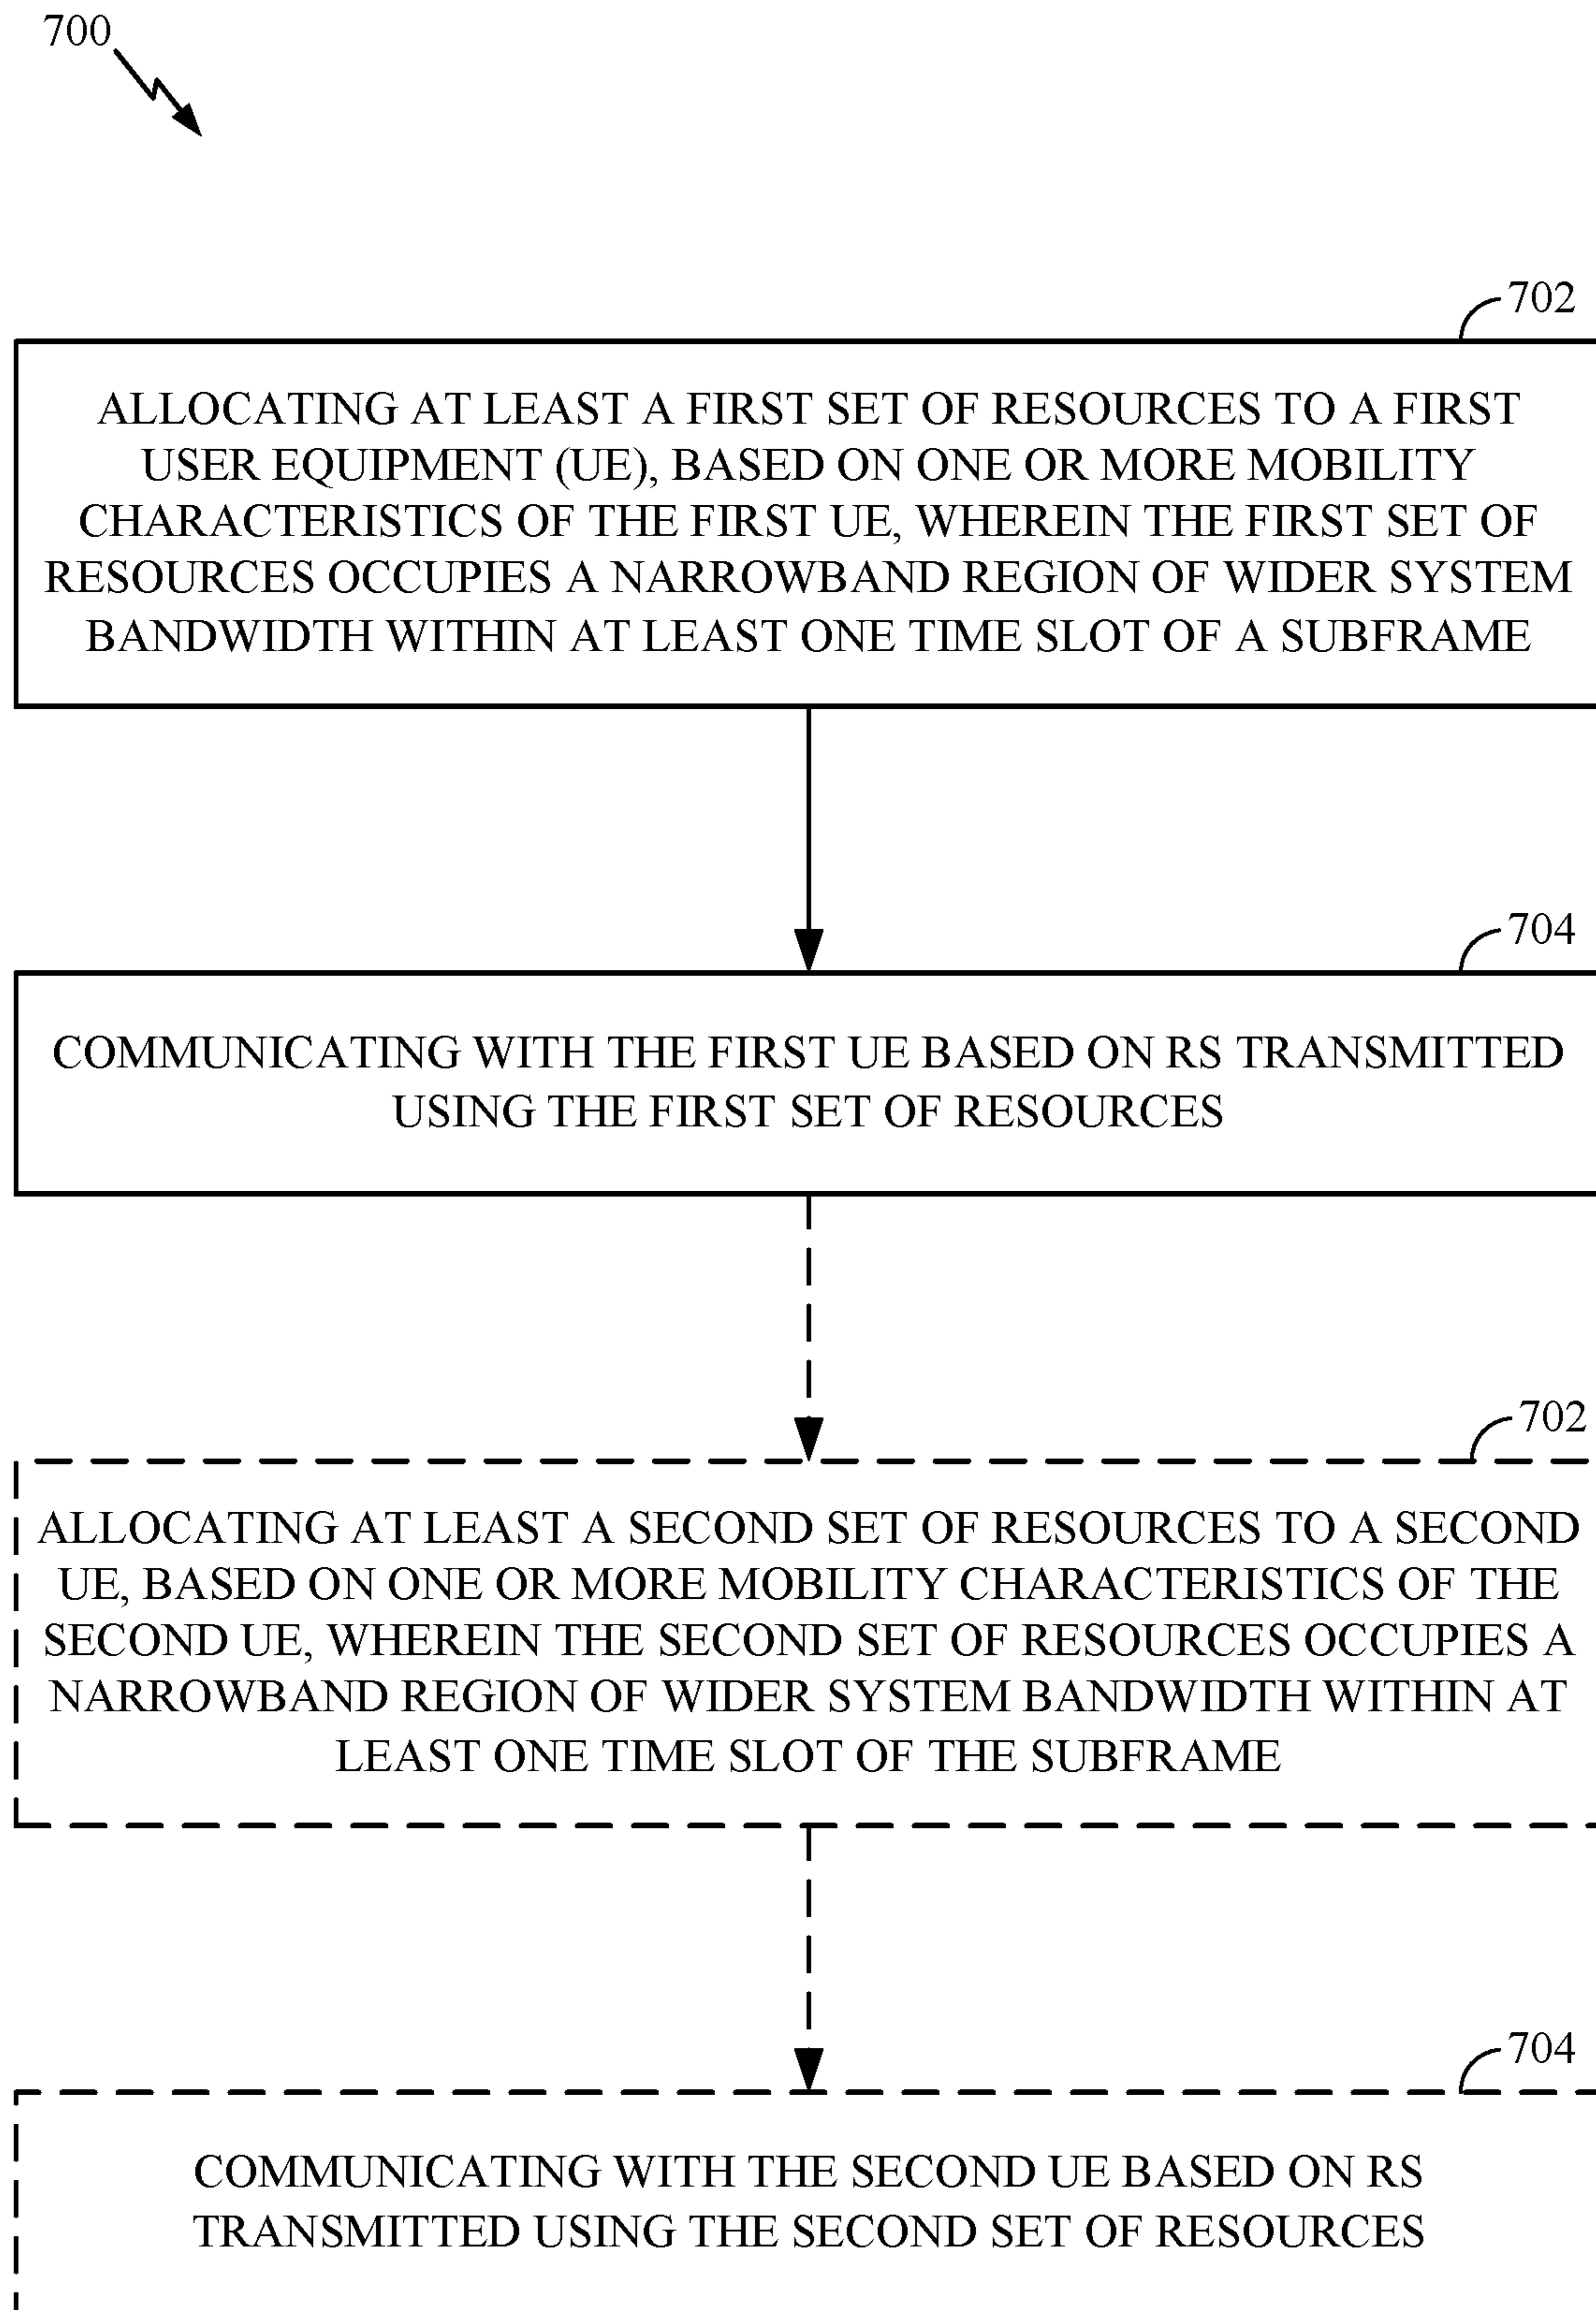 700
702
ALLOCATING AT LEAST A FIRST SET OF RESOURCES TO A FIRST
USER EQUIPMENT (UE), BASED ON ONE OR MORE MOBILITY
CHARACTERISTICS OF THE FIRST UE, WHEREIN THE FIRST SET OF
RESOURCES OCCUPIES A NARROWBAND REGION OF WIDER SYSTEM
BANDWIDTH WITHIN AT LEAST ONE TIME SLOT OF A SUBFRAME
704
COMMUNICATING WITH THE FIRST UE BASED ON RS TRANSMITTED
USING THE FIRST SET OF RESOURCES
702
ALLOCATING AT LEAST A SECOND SET OF RESOURCES TO A SECOND
UE, BASED ON ONE OR MORE MOBILITY CHARACTERISTICS OF THE
SECOND UE, WHEREIN THE SECOND SET OF RESOURCES OCCUPIES A
NARROWBAND REGION OF WIDER SYSTEM BANDWIDTH WITHIN AT
LEAST ONE TIME SLOT OF THE SUBFRAME
704
COMMUNICATING WITH THE SECOND UE BASED ON RS
TRANSMITTED USING THE SECOND SET OF RESOURCES